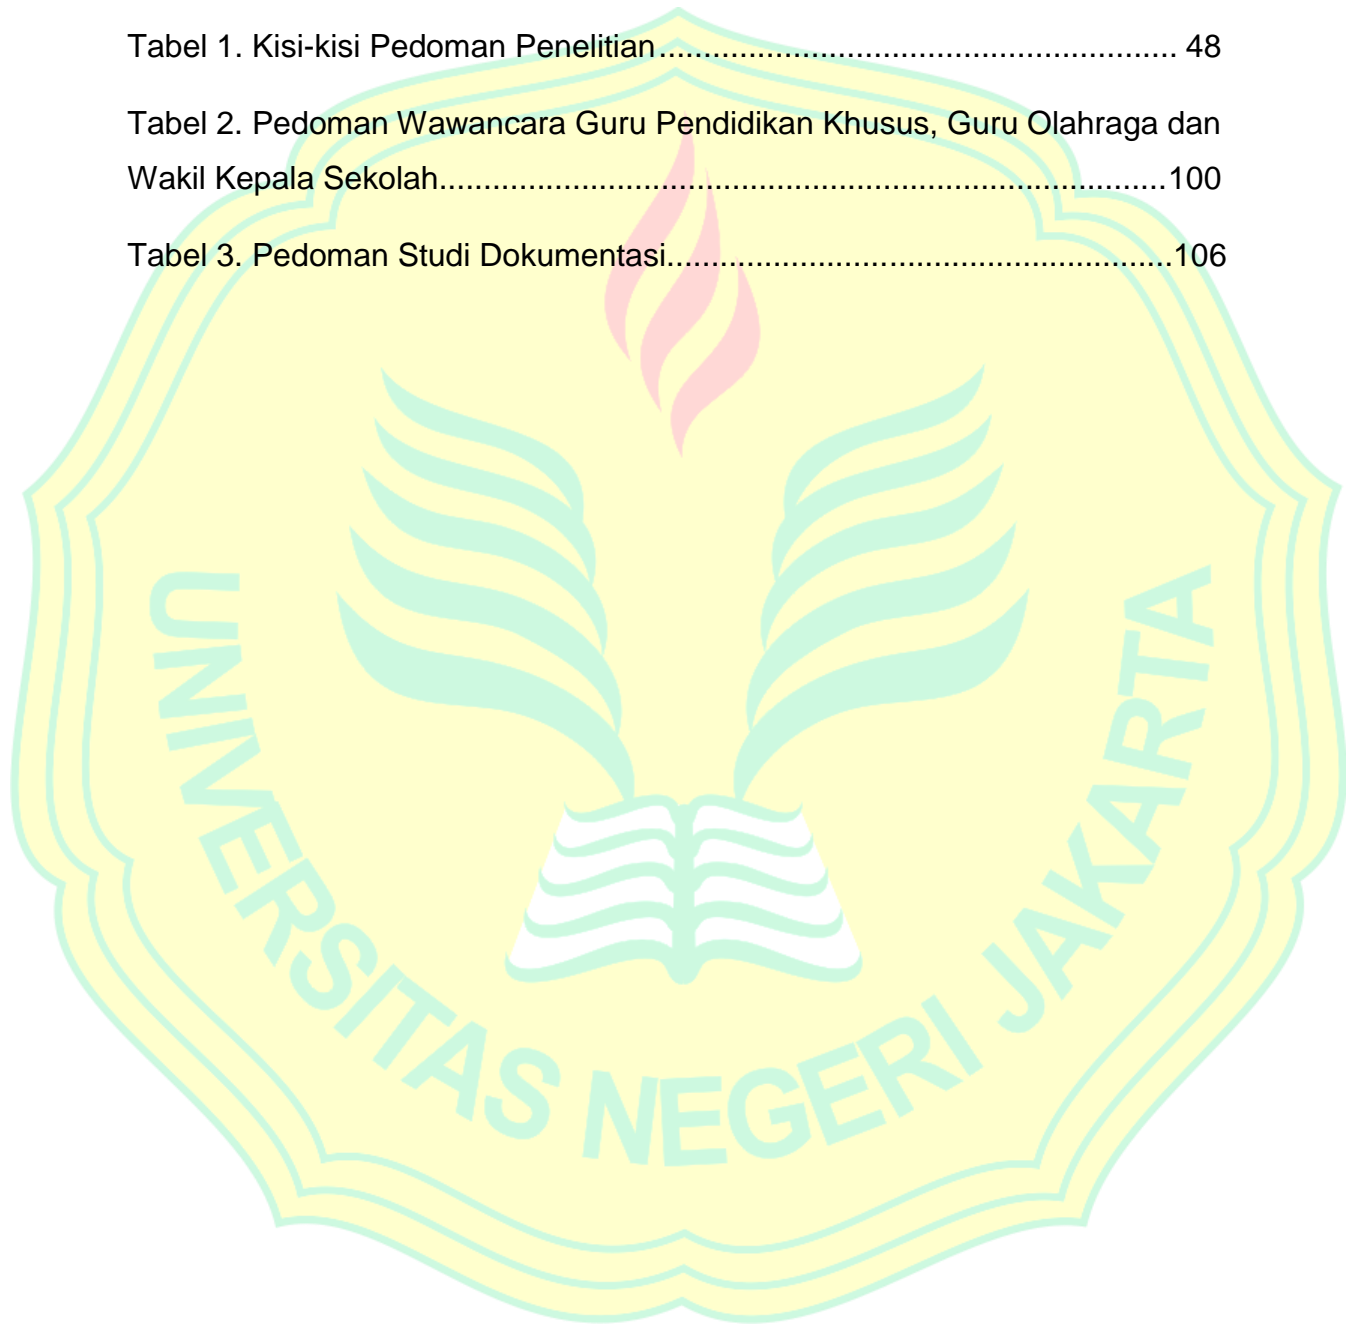 Tabel 1. Kisi-kisi Pedoman Penelitian.......................................................... 48
Tabel 2. Pedoman Wawancara Guru Pendidikan Khusus, Guru Olahraga dan
Wakil Kepala Sekolah.................................................................................100
Tabel 3. Pedoman Studi Dokumentasi........................................................106
UNIVERSITAS NEGERI JAKARTA